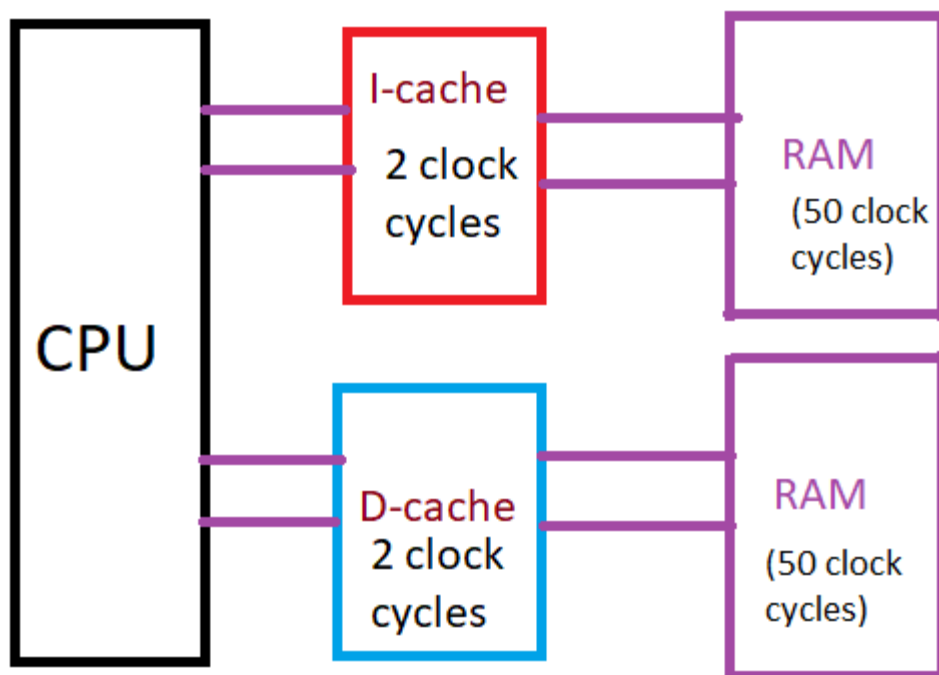 CPU
I-cache
2 clock
cycles
RAM
(50 clock
cycles)
D-cache
2 clock
cycles
RAM
(50 clock
cycles)